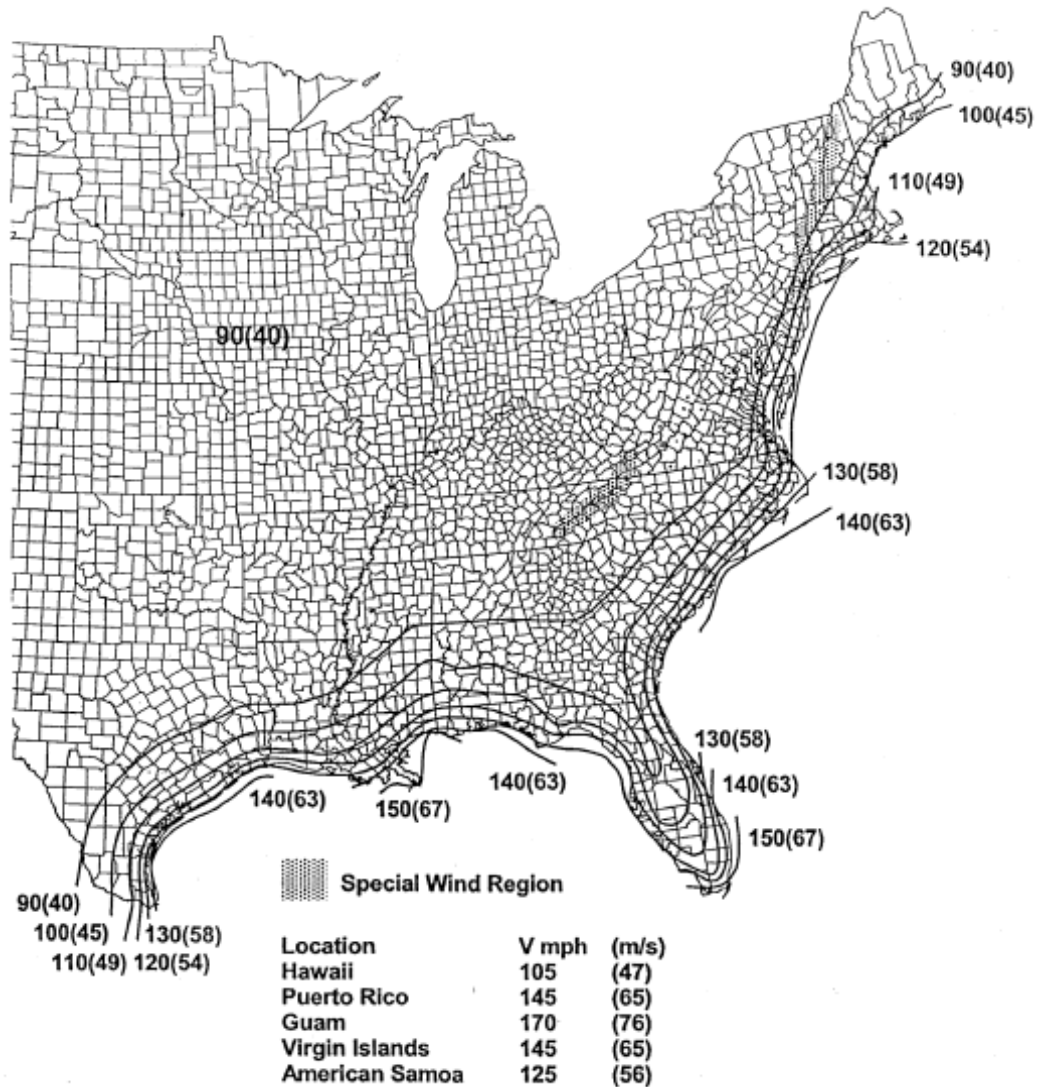 90(40)
100(45)
110(49)
120(54)
90(40)
130(58)
140(63)
130(58)
140(63)
140(63)
140(63)
150(67)
150(67)
Special Wind Region
90(40)
100(45)
130(58)
110(49)
120(54)
Location V mph (m/s)
Hawaii 105 (47)
Puerto Rico 145 (65)
Guam 170 (76)
Virgin Islands 145 (65)
American Samoa 125 (56)